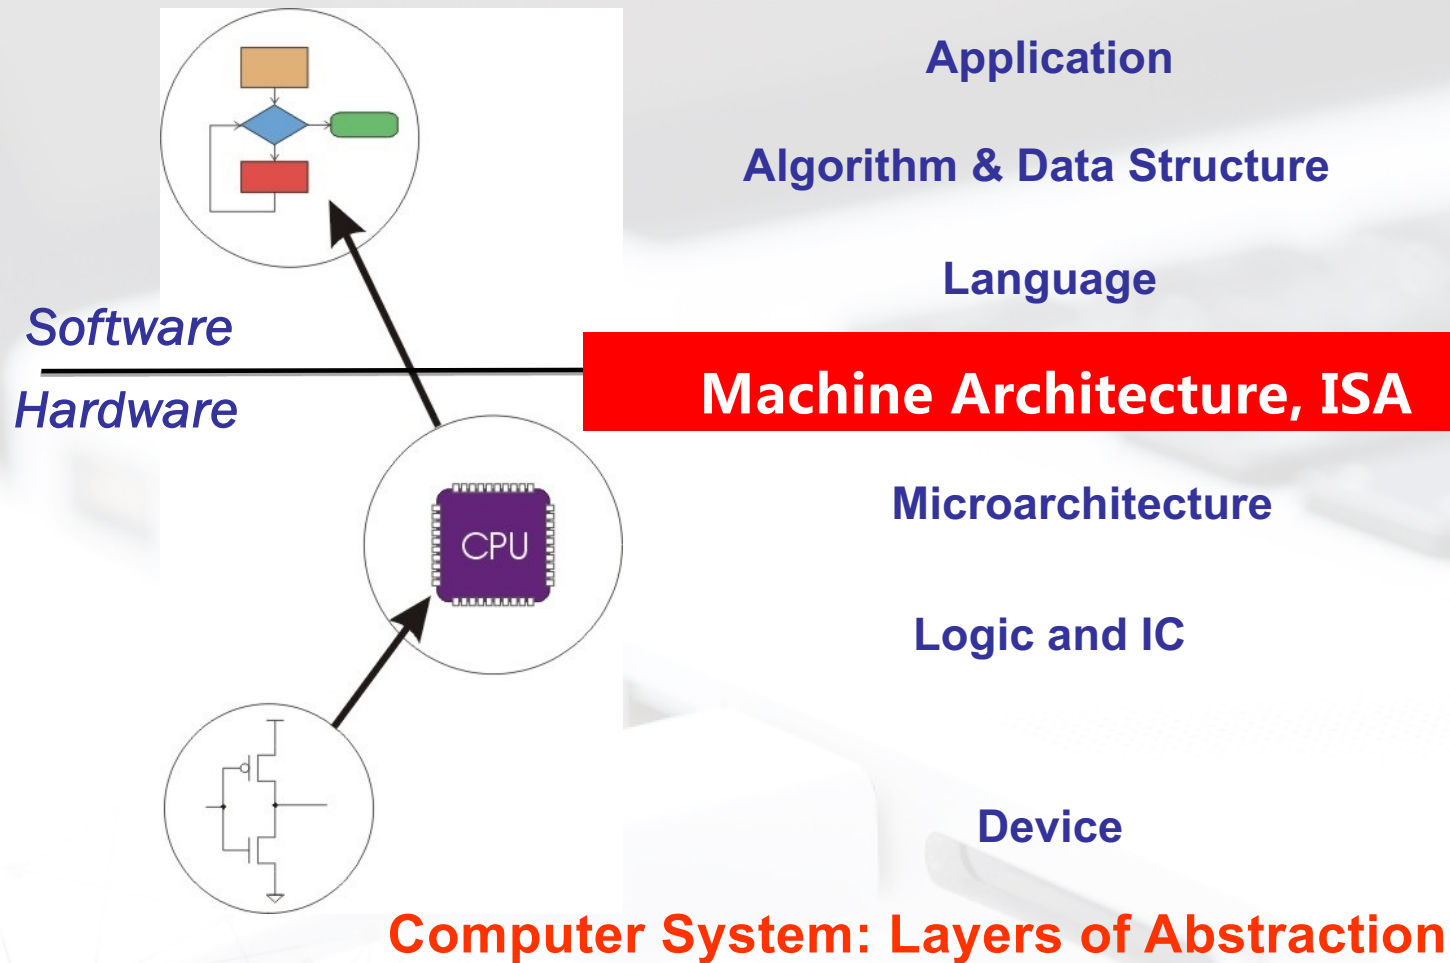 Application
Algorithm & Data Structure
Language
Software
Machine Architecture, ISA
Hardware
Microarchitecture
CPU
Logic and IC
Device
Computer System: Layers of Abstraction